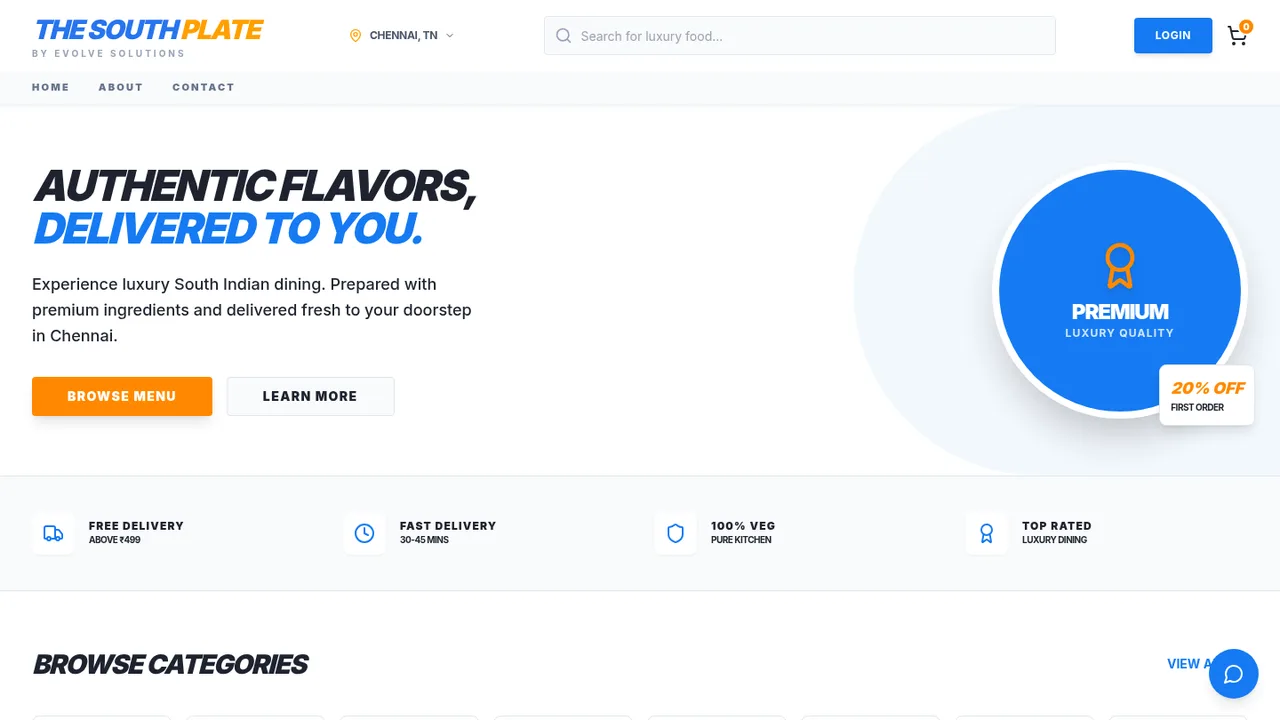 THE SOUTH PLATE
BY EVOLVE SOLUTIONS
CHENNAI, TN
Search for luxury food...
LOGIN
0
HOME
ABOUT
CONTACT
AUTHENTIC FLAVORS,
DELIVERED TO YOU.
Experience luxury South Indian dining. Prepared with
premium ingredients and delivered fresh to your doorstep
in Chennai.
BROWSE MENU
LEARN MORE
PREMIUM
LUXURY QUALITY
20% OFF
FIRST ORDER
FREE DELIVERY
ABOVE ₹499
FAST DELIVERY
30-45 MINS
100% VEG
PURE KITCHEN
TOP RATED
LUXURY DINING
BROWSE CATEGORIES
VIEW